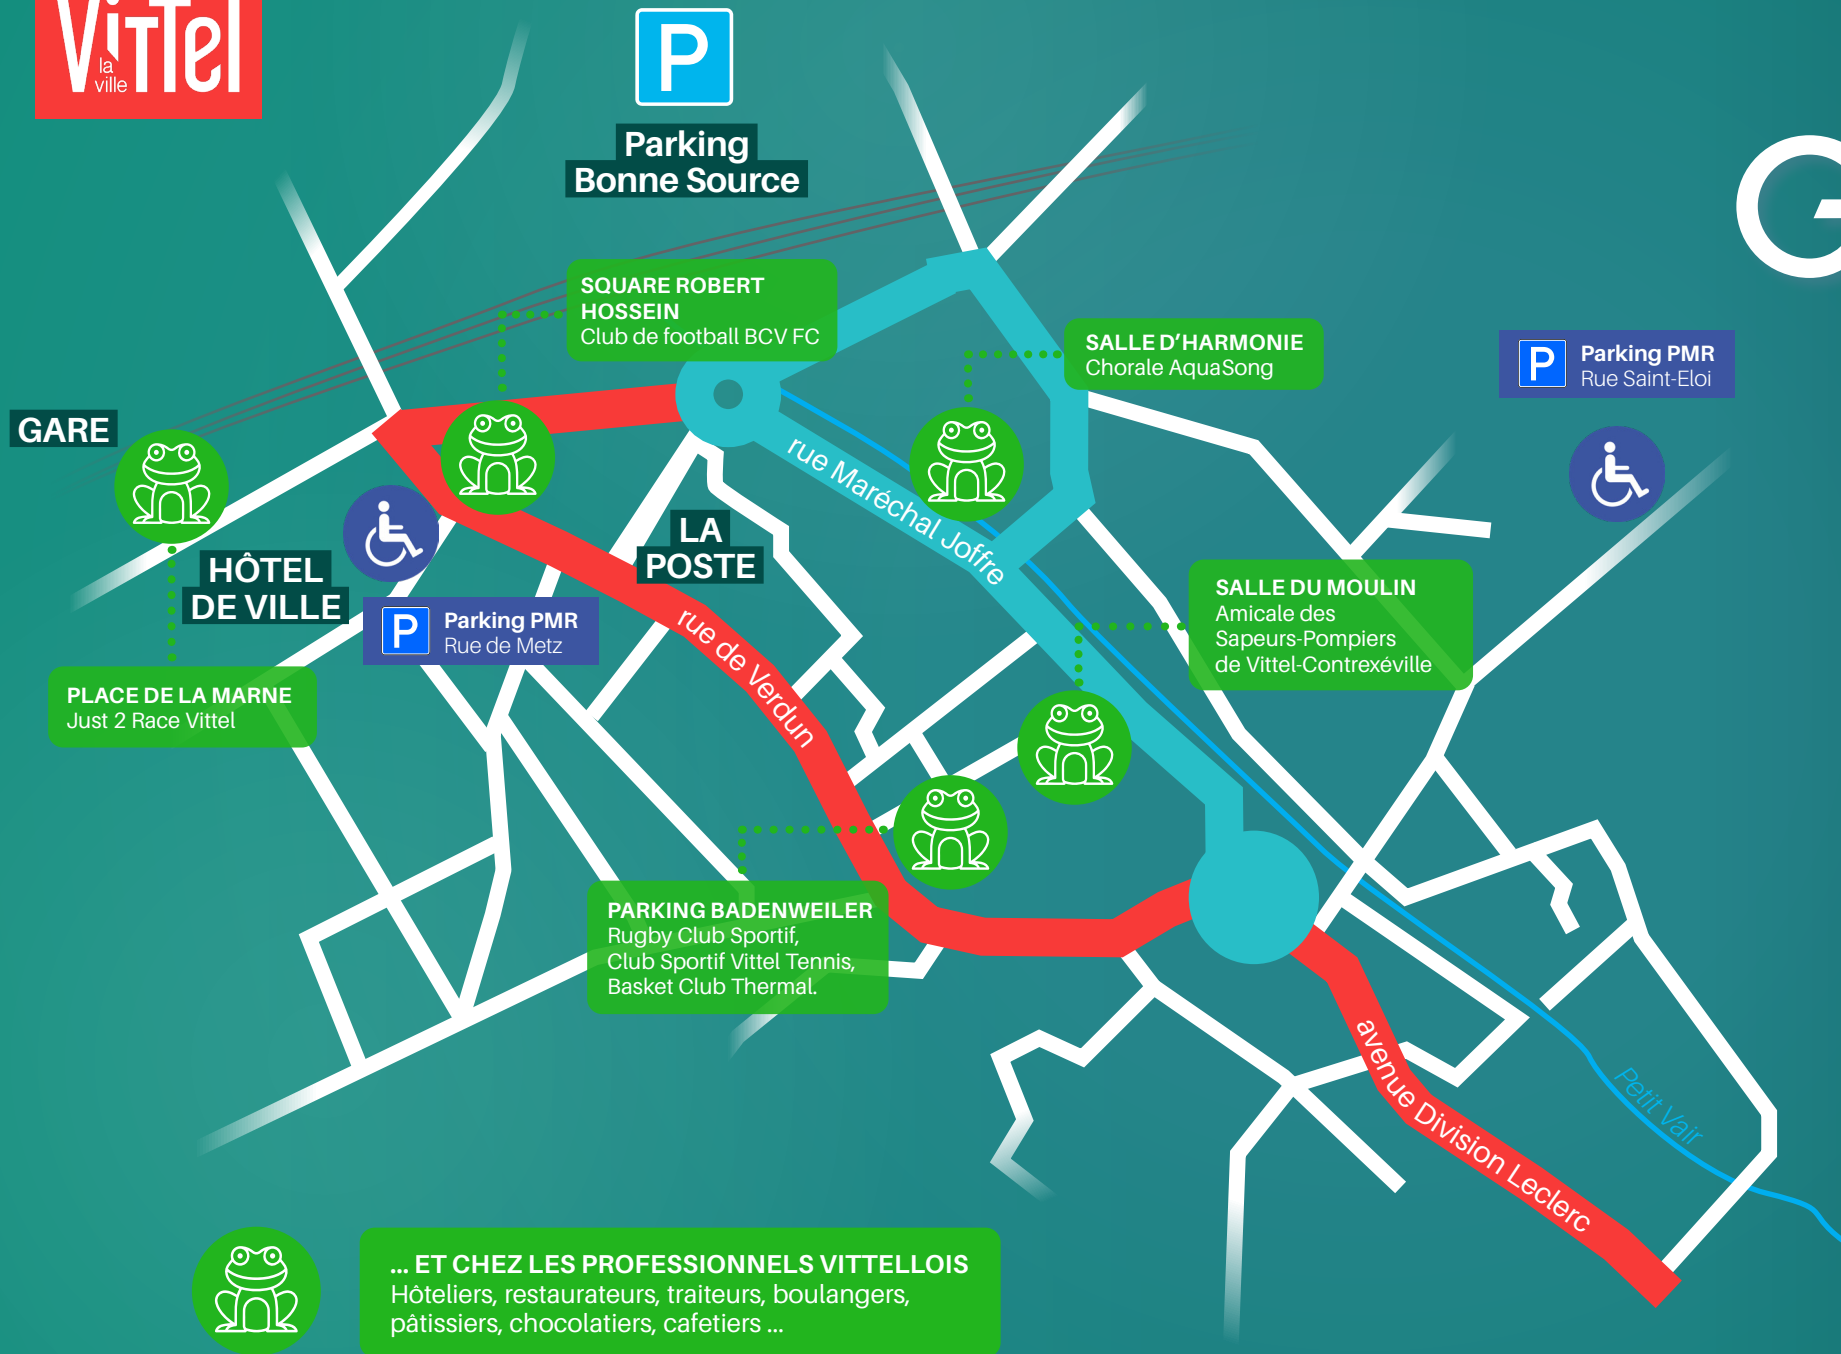 Vittel
la
ville
P
Parking
Bonne Source
G
SQUARE ROBERT
HOSSEIN
Club de football BCV FC
SALLE D'HARMONIE
Chorale AquaSong
P
Parking PMR
Rue Saint-Eloi
GARE
rue Maréchal Joffre
LA
POSTE
HÔTEL
DE VILLE
P
Parking PMR
Rue de Metz
rue de Verdun
SALLE DU MOULIN
Amicale des
Sapeurs-Pompiers
de Vittel-Contrexéville
PLACE DE LA MARNE
Just 2 Race Vittel
PARKING BADENWEILER
Rugby Club Sportif,
Club Sportif Vittel Tennis,
Basket Club Thermal.
avenue Division Leclerc
Petit Vair
... ET CHEZ LES PROFESSIONNELS VITTELLOIS
Hôteliers, restaurateurs, traiteurs, boulangers,
pâtissiers, chocolatiers, cafetiers ...